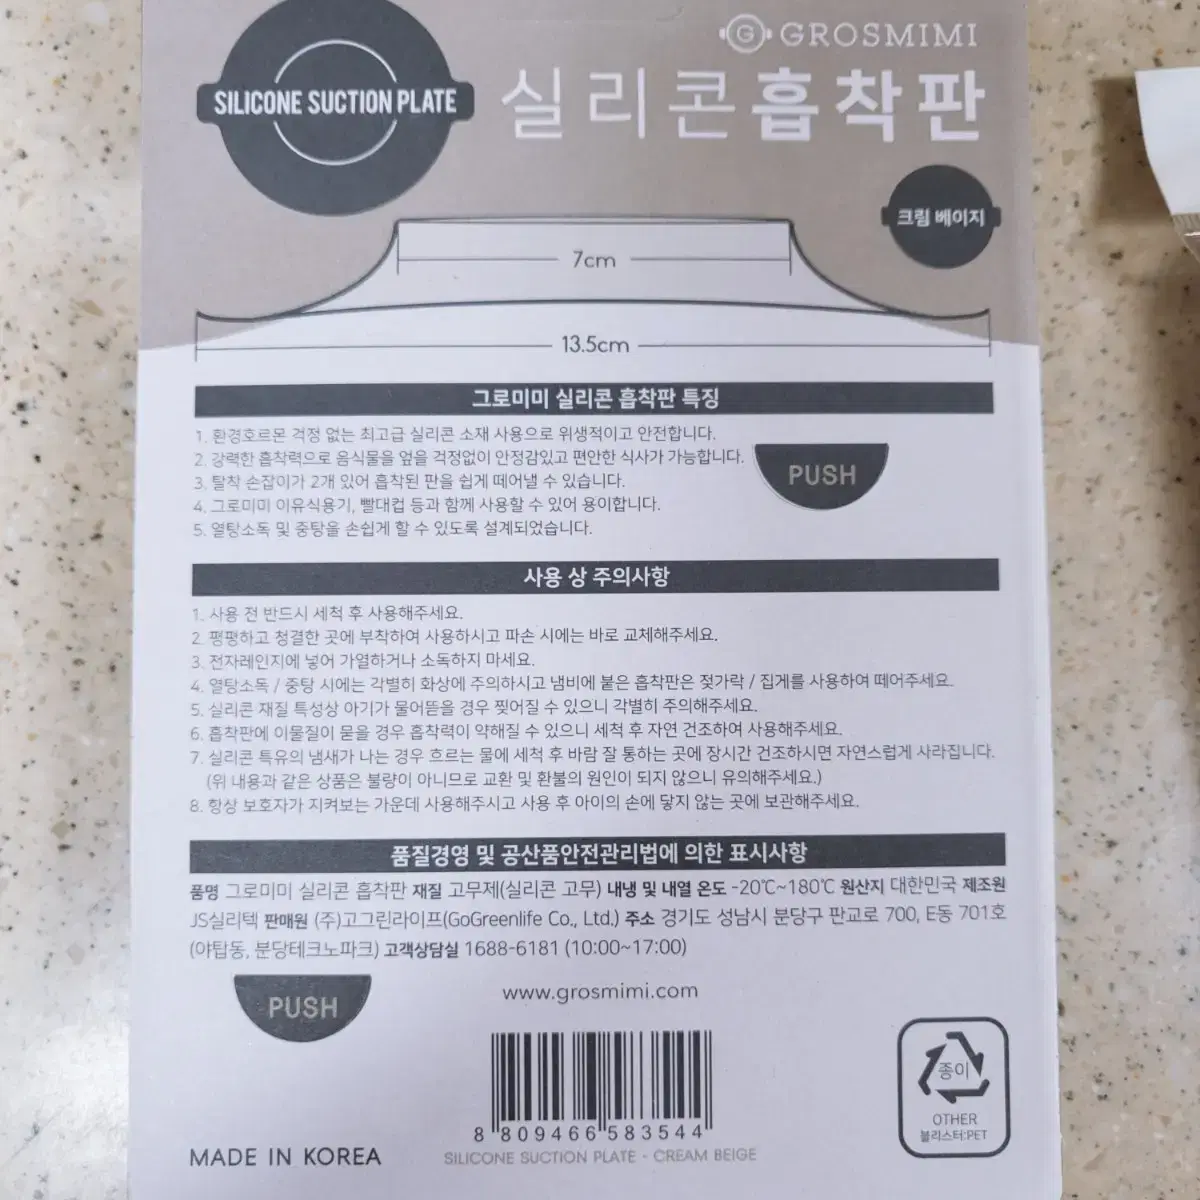 SILICONE SUCTION PLATE
GROSMIMI
실리콘흡착판
크림 베이지
7cm
13.5cm
그로미미 실리콘 흡착판 특징
1. 환경호르몬 걱정 없는 최고급 실리콘 소재 사용으로 위생적이고 안전합니다.
2. 강력한 흡착력으로 음식물을 엎을 걱정없이 안정감있고 편안한 식사가 가능합니다.
3. 탈착 손잡이가 2개 있어 흡착된 판을 쉽게 떼어낼 수 있습니다.
4. 그로미미 이유식용기, 빨대컵 등과 함께 사용할 수 있어 용이합니다.
5. 열탕소독 및 중탕을 손쉽게 할 수 있도록 설계되었습니다.
PUSH
사용 상 주의사항
1. 사용 전 반드시 세척 후 사용해주세요.
2. 평평하고 청결한 곳에 부착하여 사용하시고 파손 시에는 바로 교체해주세요.
3. 전자레인지에 넣어 가열하거나 소독하지 마세요.
4. 열탕소독 / 중탕 시에는 각별히 화상에 주의하시고 냄비에 붙은 흡착판은 젖가락 / 집게를 사용하여 떼어주세요.
5. 실리콘 재질 특성상 아기가 물어뜯을 경우 찢어질 수 있으니 각별히 주의해주세요.
6. 흡착판에 이물질이 묻을 경우 흡착력이 약해질 수 있으니 세척 후 자연 건조하여 사용해주세요.
7. 실리콘 특유의 냄새가 나는 경우 흐르는 물에 세척 후 바람 잘 통하는 곳에 장시간 건조하시면 자연스럽게 사라집니다.
(위 내용과 같은 상품은 불량이 아니므로 교환 및 환불의 원인이 되지 않으니 유의해주세요.)
8. 항상 보호자가 지켜보는 가운데 사용해주시고 사용 후 아이의 손에 닿지 않는 곳에 보관해주세요.
품질경영 및 공산품안전관리법에 의한 표시사항
품명 그로미미 실리콘 흡착판 재질 고무제(실리콘 고무) 내냉 및 내열 온도 -20℃~180℃ 원산지 대한민국 제조원
JS실리텍 판매원 (주)고그린라이프(GoGreenlife Co., Ltd.) 주소 경기도 성남시 분당구 판교로 700, E동 701호
(야탑동, 분당테크노파크) 고객상담실 1688-6181 (10:00~17:00)
PUSH
www.grosmimi.com
8 809466 583544
MADE IN KOREA
SILICONE SUCTION PLATE - CREAM BEIGE
종이
OTHER
블리스터:PET